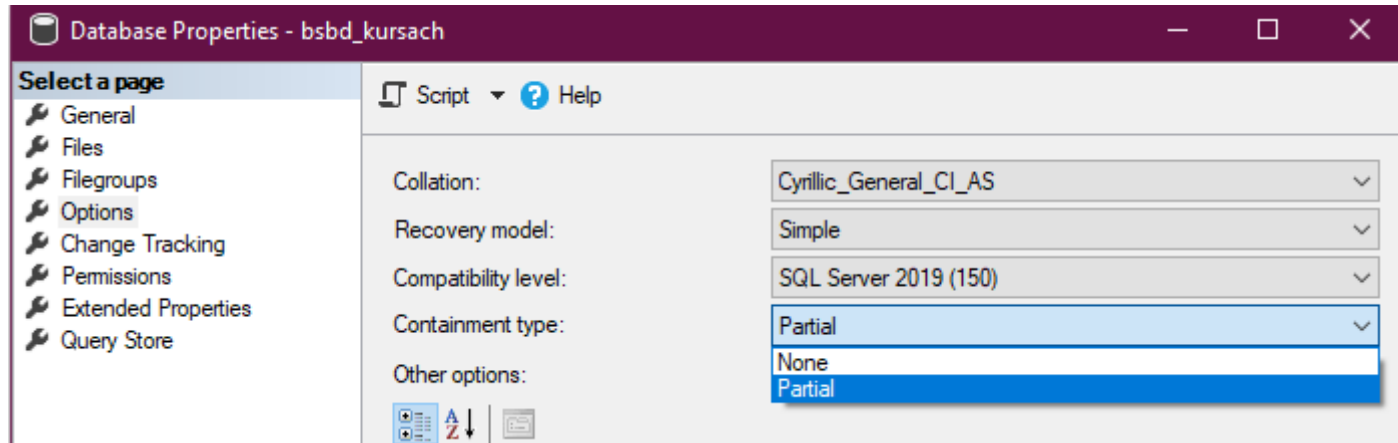 Database Properties - bsbd_kursach
Select a page
General
Files
Filegroups
Options
Change Tracking
Permissions
Extended Properties
Query Store
Script
Help
Collation:
Cyrillic_General_CI_AS
Recovery model:
Simple
Compatibility level:
SQL Server 2019 (150)
Containment type:
Partial
None
Partial
Other options:
A
Z